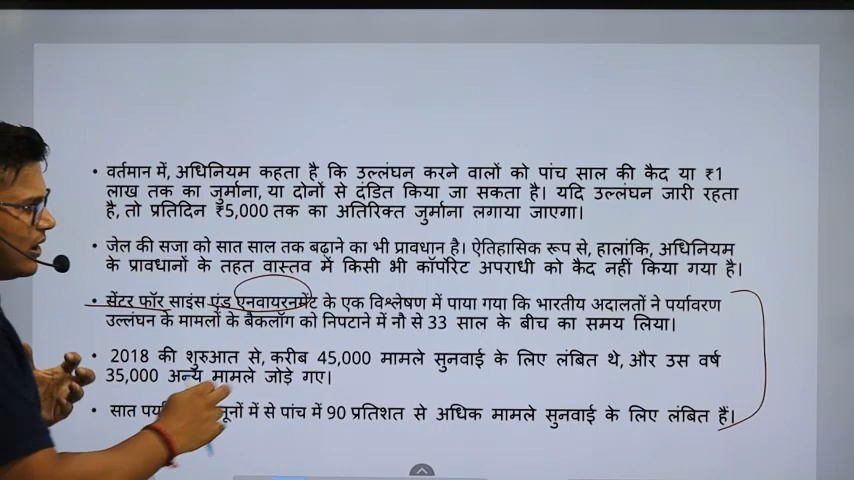 • वर्तमान में, अधिनियम कहता है कि उल्लंघन करने वालों को पांच साल की कैद या ₹1
लाख तक का जुर्माना, या दोनों से दंडित किया जा सकता है। यदि उल्लंघन जारी रहता
है, तो प्रतिदिन ₹5,000 तक का अतिरिक्त जुर्माना लगाया जाएगा।
• जेल की सजा को सात साल तक बढ़ाने का भी प्रावधान है। ऐतिहासिक रूप से, हालांकि, अधिनियम
के प्रावधानों के तहत वास्तव में किसी भी कॉर्पोरेट अपराधी को कैद नहीं किया गया है।
• सेंटर फॉर साइंस एंड एनवायरनमेंट के एक विश्लेषण में पाया गया कि भारतीय अदालतों ने पर्यावरण
उल्लंघन के मामलों के बैकलॉग को निपटाने में नौ से 33 साल के बीच का समय लिया।
• 2018 की शुरुआत से, करीब 45,000 मामले सुनवाई के लिए लंबित थे, और उस वर्ष
35,000 अन्य मामले जोड़े गए।
• सात में से पांच में 90 प्रतिशत से अधिक मामले सुनवाई के लिए लंबित हैं।